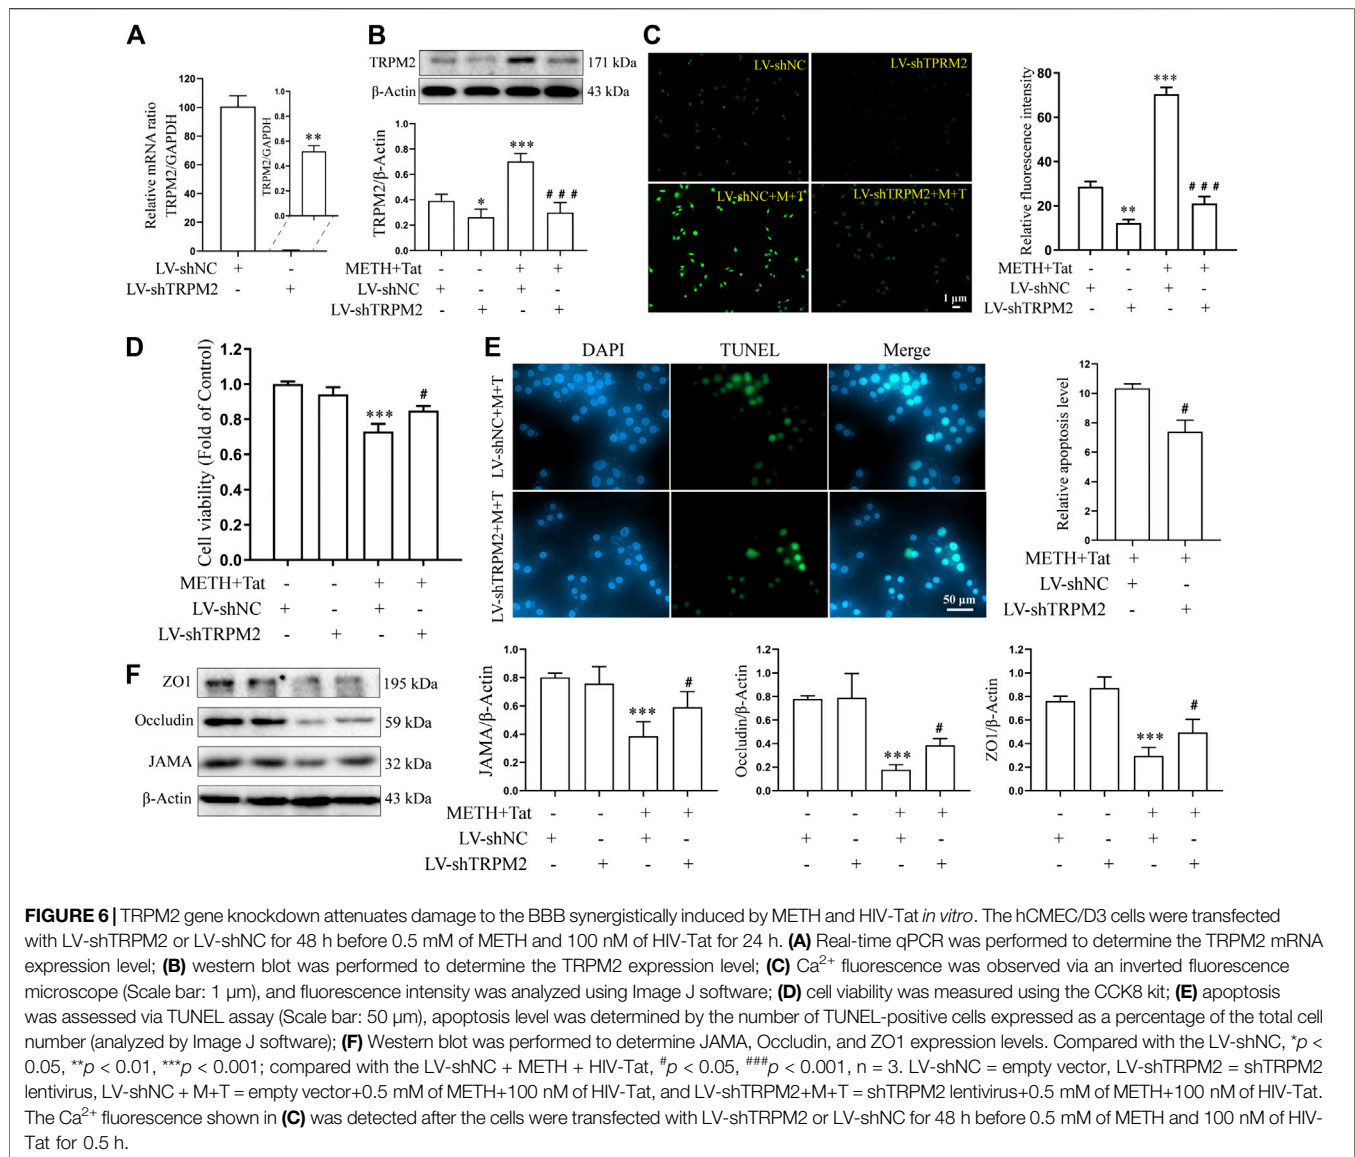 A
Relative mRNA ratio
TRPM2/GAPDH
120
100
80
60
40
20
0
TRPM2/GAPDH
1.0
0.8
0.6
0.4
0.2
0.0
**
LV-shNC + -
LV-shTRPM2 - +
B
TRPM2 171 kDa
β-Actin 43 kDa
TRPM2/β-Actin
1.0
0.8
0.6
0.4
0.2
0.0
* *** ###
METH+Tat - - + +
LV-shNC + - + -
LV-shTRPM2 - + - +
C
LV-shNC LV-shTPRM2
LV-shNC+M+T LV-shTRPM2+M+T
1 μm
Relative fluorescence intensity
80
60
40
20
0
** *** ###
METH+Tat - - + +
LV-shNC + - + -
LV-shTRPM2 - + - +
D
Cell viability (Fold of Control)
1.2
1.0
0.8
0.6
0.4
0.2
0.0
*** #
METH+Tat - - + +
LV-shNC + - + -
LV-shTRPM2 - + - +
E
DAPI TUNEL Merge
LV-shNC+M+T
LV-shTRPM2+M+T
50 μm
Relative apoptosis level
12
10
8
6
4
2
0
#
METH+Tat + +
LV-shNC + -
LV-shTRPM2 - +
F
ZO1 195 kDa
Occludin 59 kDa
JAMA 32 kDa
β-Actin 43 kDa
JAMA/β-Actin
0.8
0.6
0.4
0.2
0.0
*** #
Occludin/β-Actin
1.2
1.0
0.8
0.6
0.4
0.2
0.0
*** #
ZO1/β-Actin
1.2
1.0
0.8
0.6
0.4
0.2
0.0
*** #
METH+Tat - - + + - - + + - - + +
LV-shNC + - + - + - + - + - + -
LV-shTRPM2 - + - + - + - + - + - +
FIGURE 6 | TRPM2 gene knockdown attenuates damage to the BBB synergistically induced by METH and HIV-Tat in vitro. The hCMEC/D3 cells were transfected
with LV-shTRPM2 or LV-shNC for 48 h before 0.5 mM of METH and 100 nM of HIV-Tat for 24 h. (A) Real-time qPCR was performed to determine the TRPM2 mRNA
expression level; (B) western blot was performed to determine the TRPM2 expression level; (C) Ca²⁺ fluorescence was observed via an inverted fluorescence
microscope (Scale bar: 1 μm), and fluorescence intensity was analyzed using Image J software; (D) cell viability was measured using the CCK8 kit; (E) apoptosis
was assessed via TUNEL assay (Scale bar: 50 μm), apoptosis level was determined by the number of TUNEL-positive cells expressed as a percentage of the total cell
number (analyzed by Image J software); (F) Western blot was performed to determine JAMA, Occludin, and ZO1 expression levels. Compared with the LV-shNC, *p <
0.05, **p < 0.01, ***p < 0.001; compared with the LV-shNC + METH + HIV-Tat, #p < 0.05, ###p < 0.001, n = 3. LV-shNC = empty vector, LV-shTRPM2 = shTRPM2
lentivirus, LV-shNC + M+T = empty vector+0.5 mM of METH+100 nM of HIV-Tat, and LV-shTRPM2+M+T = shTRPM2 lentivirus+0.5 mM of METH+100 nM of HIV-Tat.
The Ca²⁺ fluorescence shown in (C) was detected after the cells were transfected with LV-shTRPM2 or LV-shNC for 48 h before 0.5 mM of METH and 100 nM of HIV-
Tat for 0.5 h.